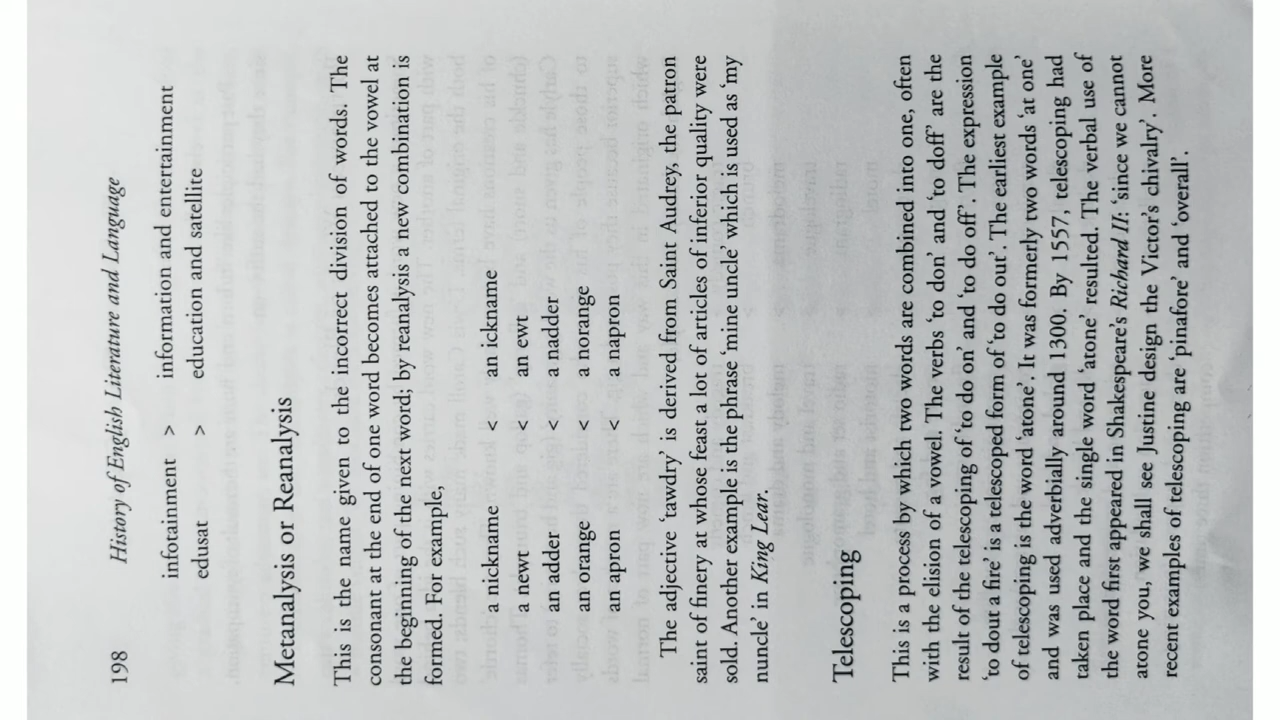 198 History of English Literature and Language
infotainment > information and entertainment
edusat > education and satellite
Metanalysis or Reanalysis
This is the name given to the incorrect division of words. The
consonant at the end of one word becomes attached to the vowel at
the beginning of the next word; by reanalysis a new combination is
formed. For example,
a nickname < an ickname
a newt < an ewt
an adder < a nadder
an orange < a norange
an apron < a napron
The adjective ‘tawdry’ is derived from Saint Audrey, the patron
saint of finery at whose feast a lot of articles of inferior quality were
sold. Another example is the phrase ‘mine uncle’ which is used as ‘my
nuncle’ in King Lear.
Telescoping
This is a process by which two words are combined into one, often
with the elision of a vowel. The verbs ‘to don’ and ‘to doff’ are the
result of the telescoping of ‘to do on’ and ‘to do off’. The expression
‘to dout a fire’ is a telescoped form of ‘to do out’. The earliest example
of telescoping is the word ‘atone’. It was formerly two words ‘at one’
and was used adverbially around 1300. By 1557, telescoping had
taken place and the single word ‘atone’ resulted. The verbal use of
the word first appeared in Shakespeare’s Richard II: ‘since we cannot
atone you, we shall see Justine design the Victor’s chivalry’. More
recent examples of telescoping are ‘pinafore’ and ‘overall’.